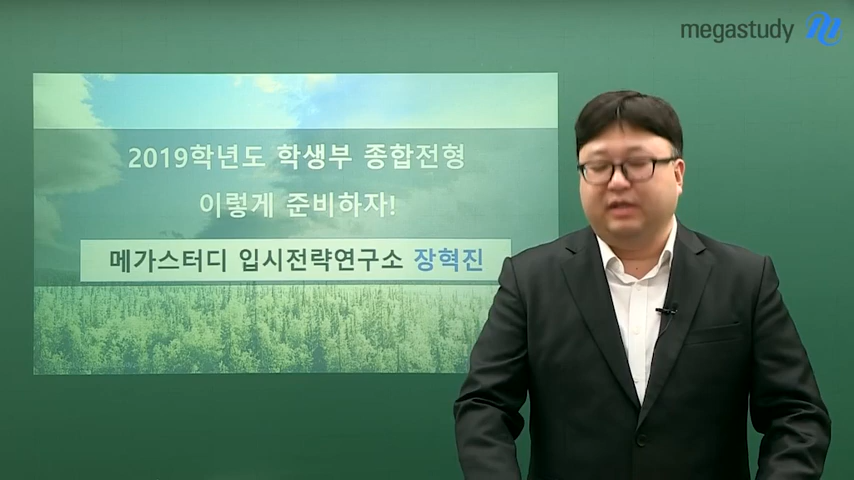 megastudy
2019학년도 학생부 종합전형
이렇게 준비하자!
메가스터디 입시전략연구소 장혁진